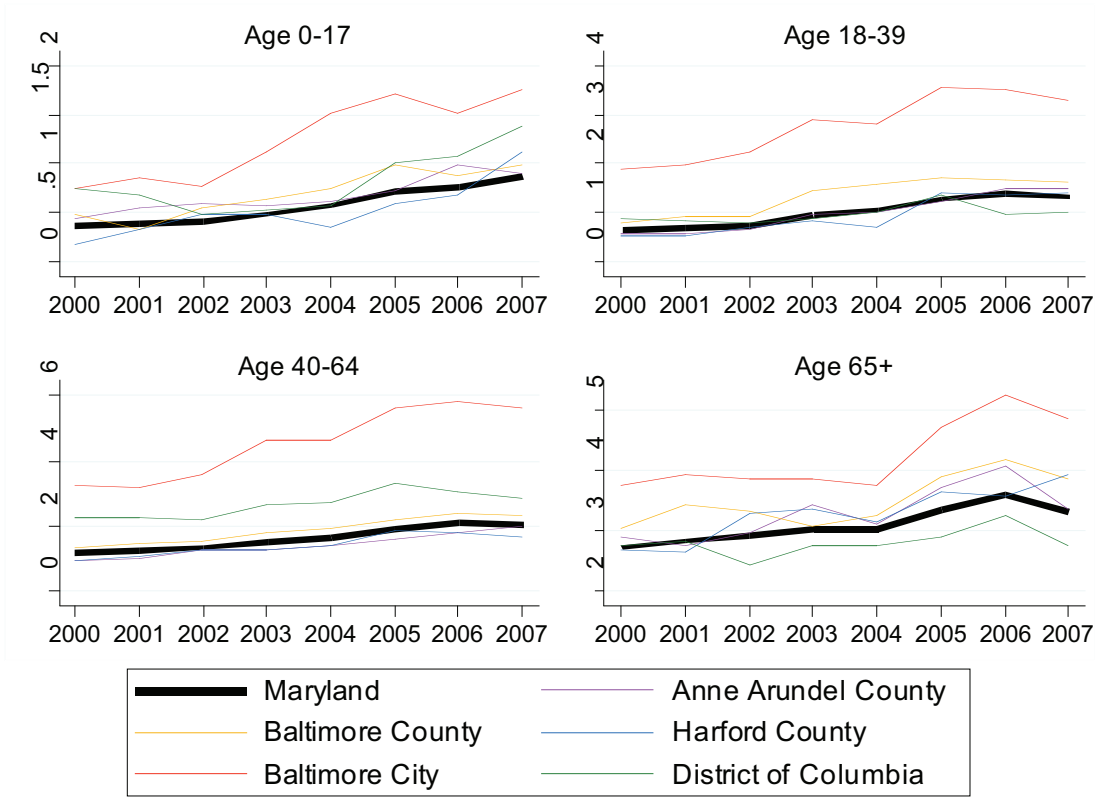 Age 0-17
2
1.5
1
.5
0
2000 2001 2002 2003 2004 2005 2006 2007
Age 18-39
4
3
2
1
0
2000 2001 2002 2003 2004 2005 2006 2007
Age 40-64
6
4
2
0
2000 2001 2002 2003 2004 2005 2006 2007
Age 65+
5
4
3
2
2000 2001 2002 2003 2004 2005 2006 2007
Maryland
Anne Arundel County
Baltimore County
Harford County
Baltimore City
District of Columbia